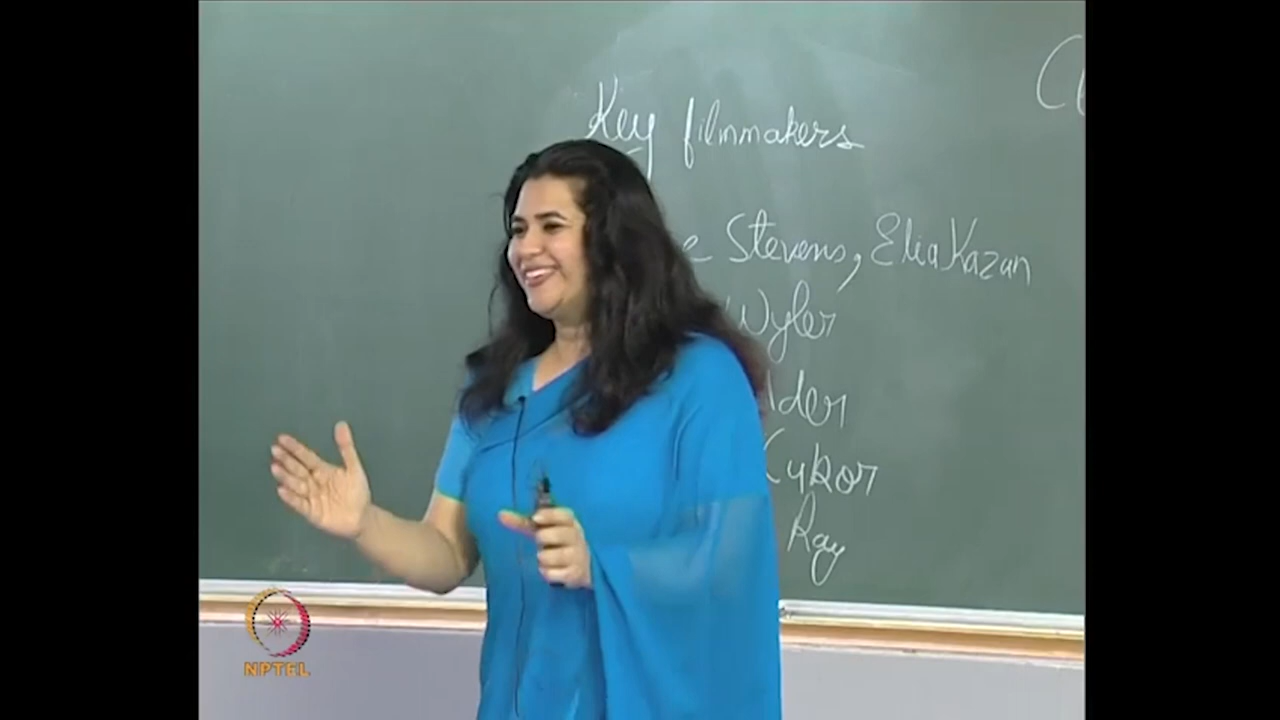 Key filmmakers
e Stevens, Elia Kazan
Wyler
lder
Cukor
Ray
NPTEL